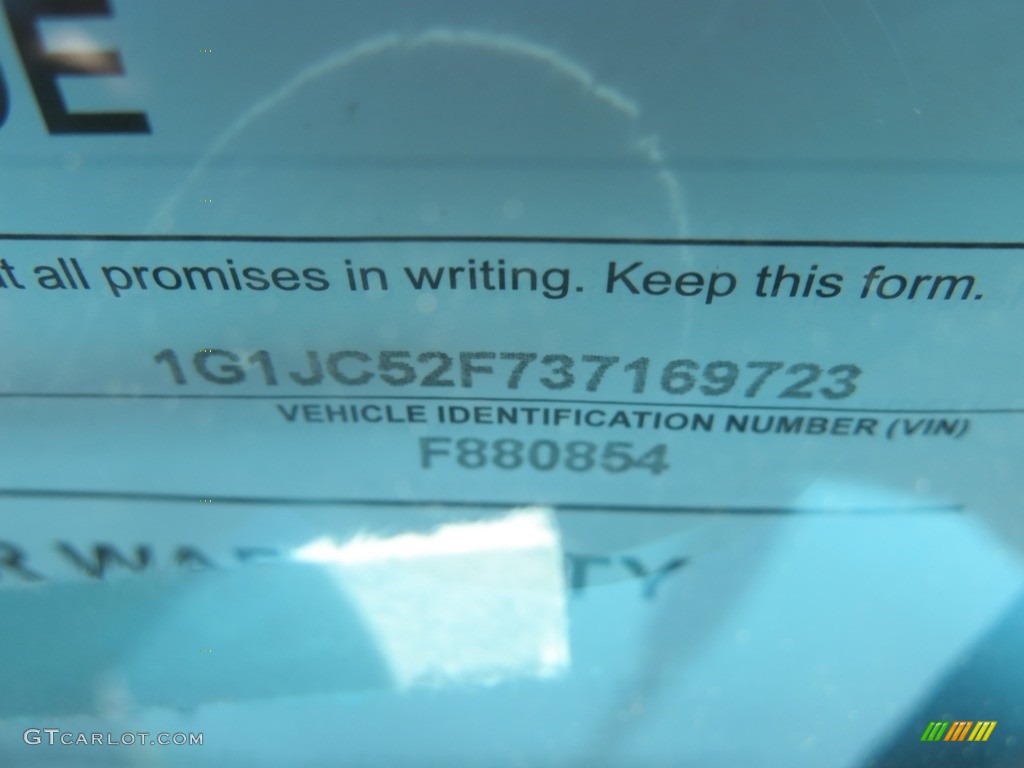 E
all promises in writing. Keep this form.
1G1JC52F737169723
VEHICLE IDENTIFICATION NUMBER (VIN)
F880854
GTCARLOT.COM